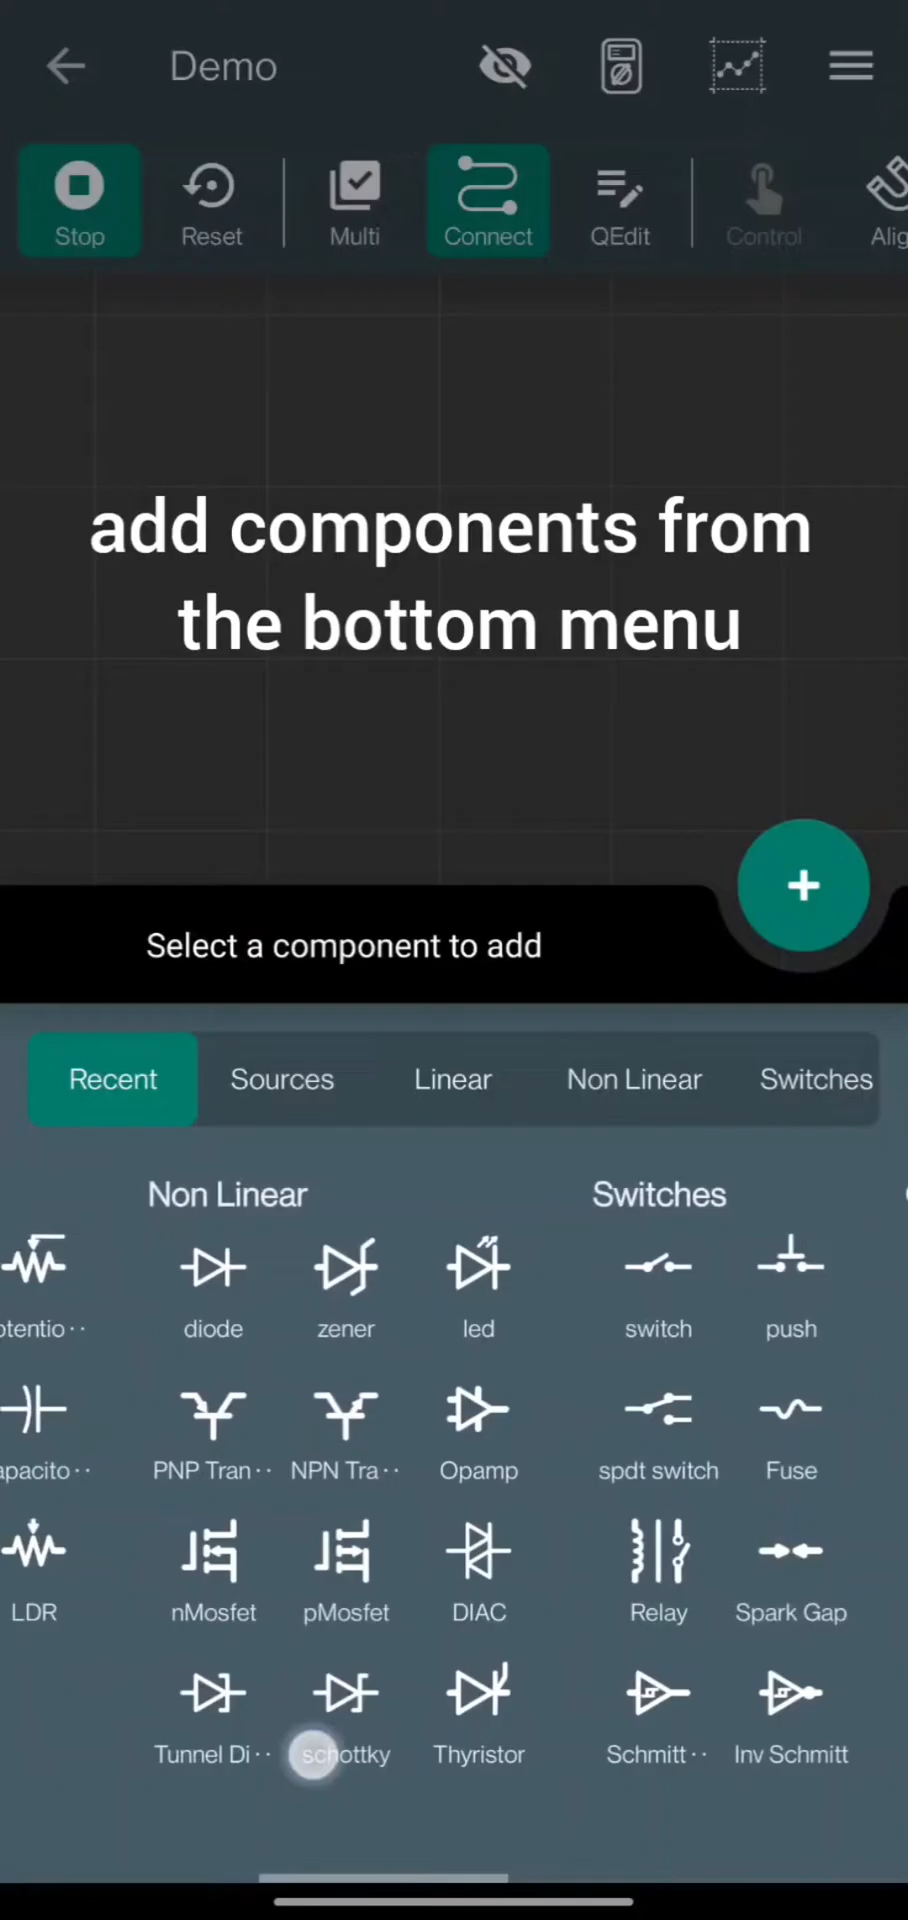 Demo
Stop
Reset
Multi
Connect
QEdit
Control
Alig
add components from
the bottom menu
Select a component to add
Recent
Sources
Linear
Non Linear
Switches
Non Linear
Switches
otentio··
diode
zener
led
switch
push
apacito··
PNP Tran··
NPN Tra··
Opamp
spdt switch
Fuse
LDR
nMosfet
pMosfet
DIAC
Relay
Spark Gap
Tunnel Di··
schottky
Thyristor
Schmitt··
Inv Schmitt